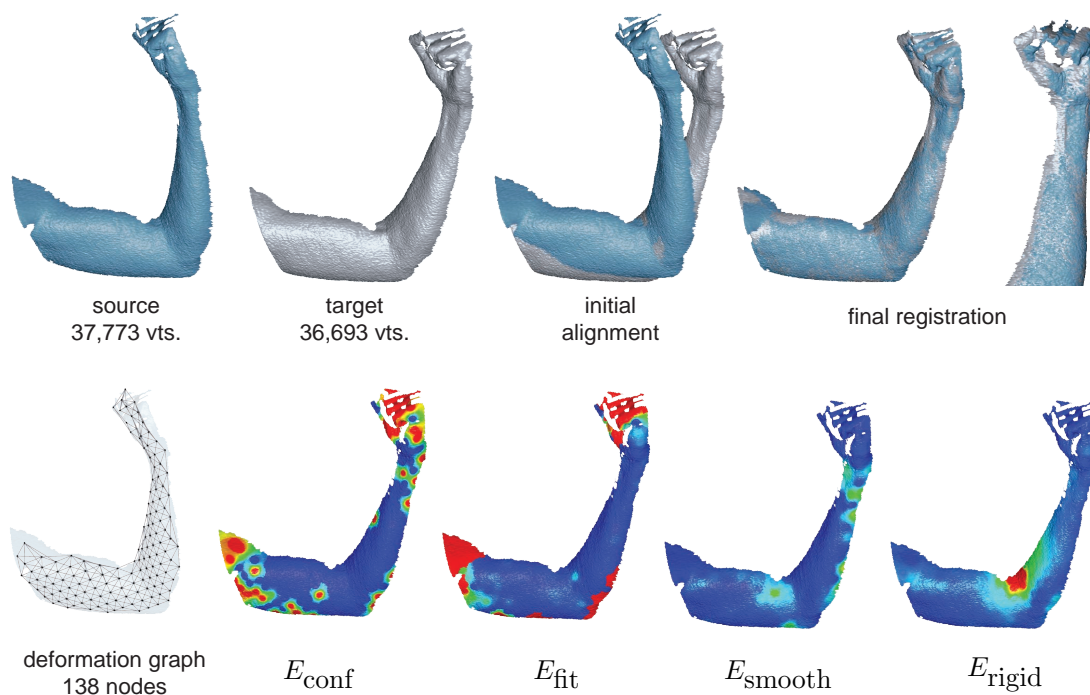 source
37,773 vts.
target
36,693 vts.
initial
alignment
final registration
deformation graph
138 nodes
E_conf
E_fit
E_smooth
E_rigid